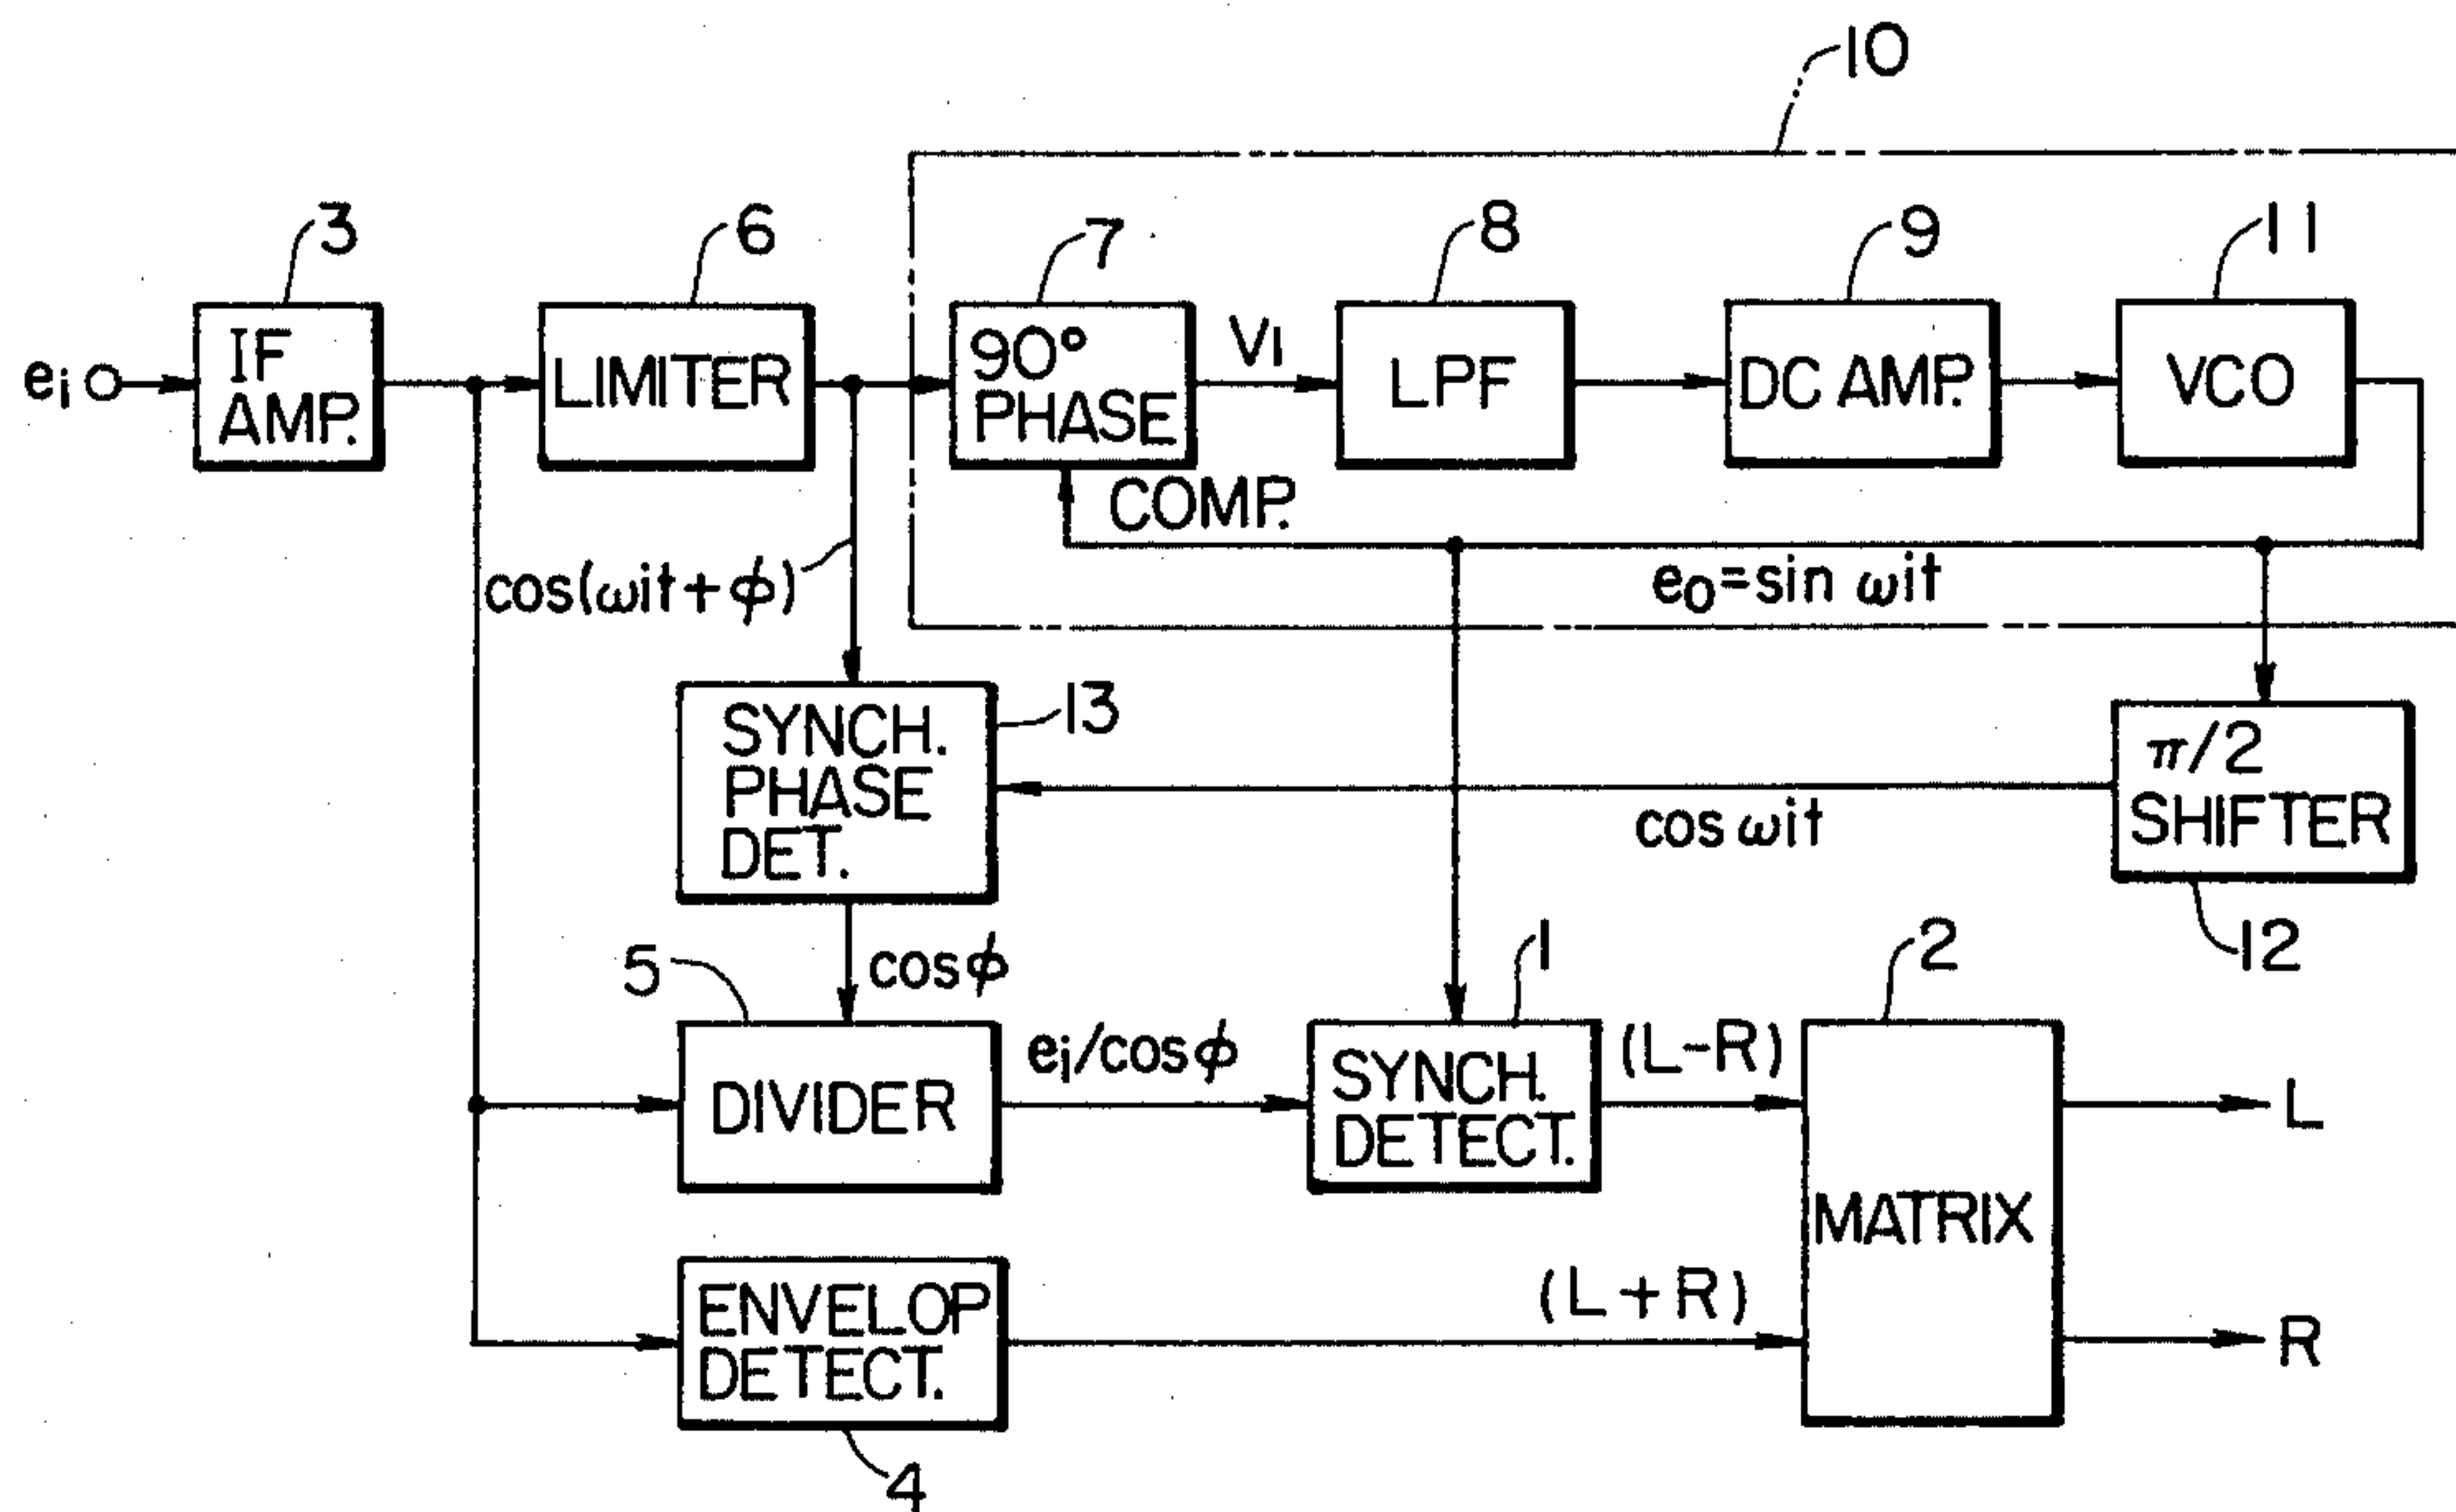 10
3
6
7
8
9
11
ei
IF
AMP.
LIMITER
90°
PHASE
COMP.
V1
LPF
DC AMP.
VCO
cos(ωit+φ)
eo=sin ωit
SYNCH.
PHASE
DET.
13
cos ωit
π/2
SHIFTER
12
cosφ
5
DIVIDER
ei/cosφ
1
SYNCH.
DETECT.
(L-R)
2
MATRIX
L
ENVELOP
DETECT.
4
(L+R)
R